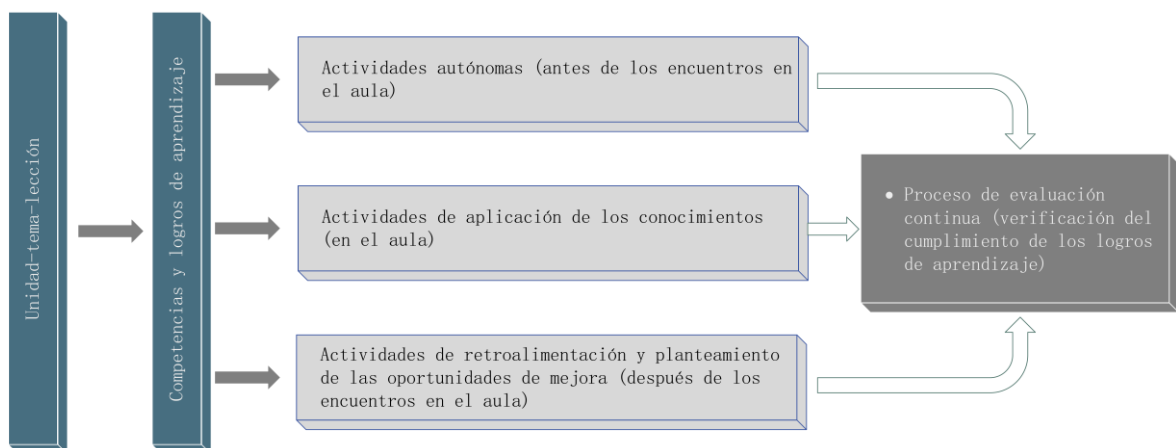 Unidad-tema-lección
Competencias y logros de aprendizaje
Actividades autónomas (antes de los encuentros en
el aula)
Actividades de aplicación de los conocimientos
(en el aula)
Actividades de retroalimentación y planteamiento
de las oportunidades de mejora (después de los
encuentros en el aula)
• Proceso de evaluación
continua (verificación del
cumplimiento de los logros
de aprendizaje)